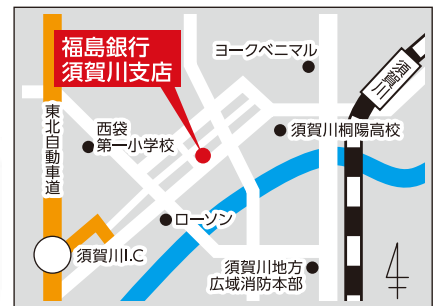 福島銀行
須賀川支店
ヨークベニマル
須賀川
東北自動車道
西袋
第一小学校
須賀川桐陽高校
ローソン
須賀川I.C
須賀川地方
広域消防本部